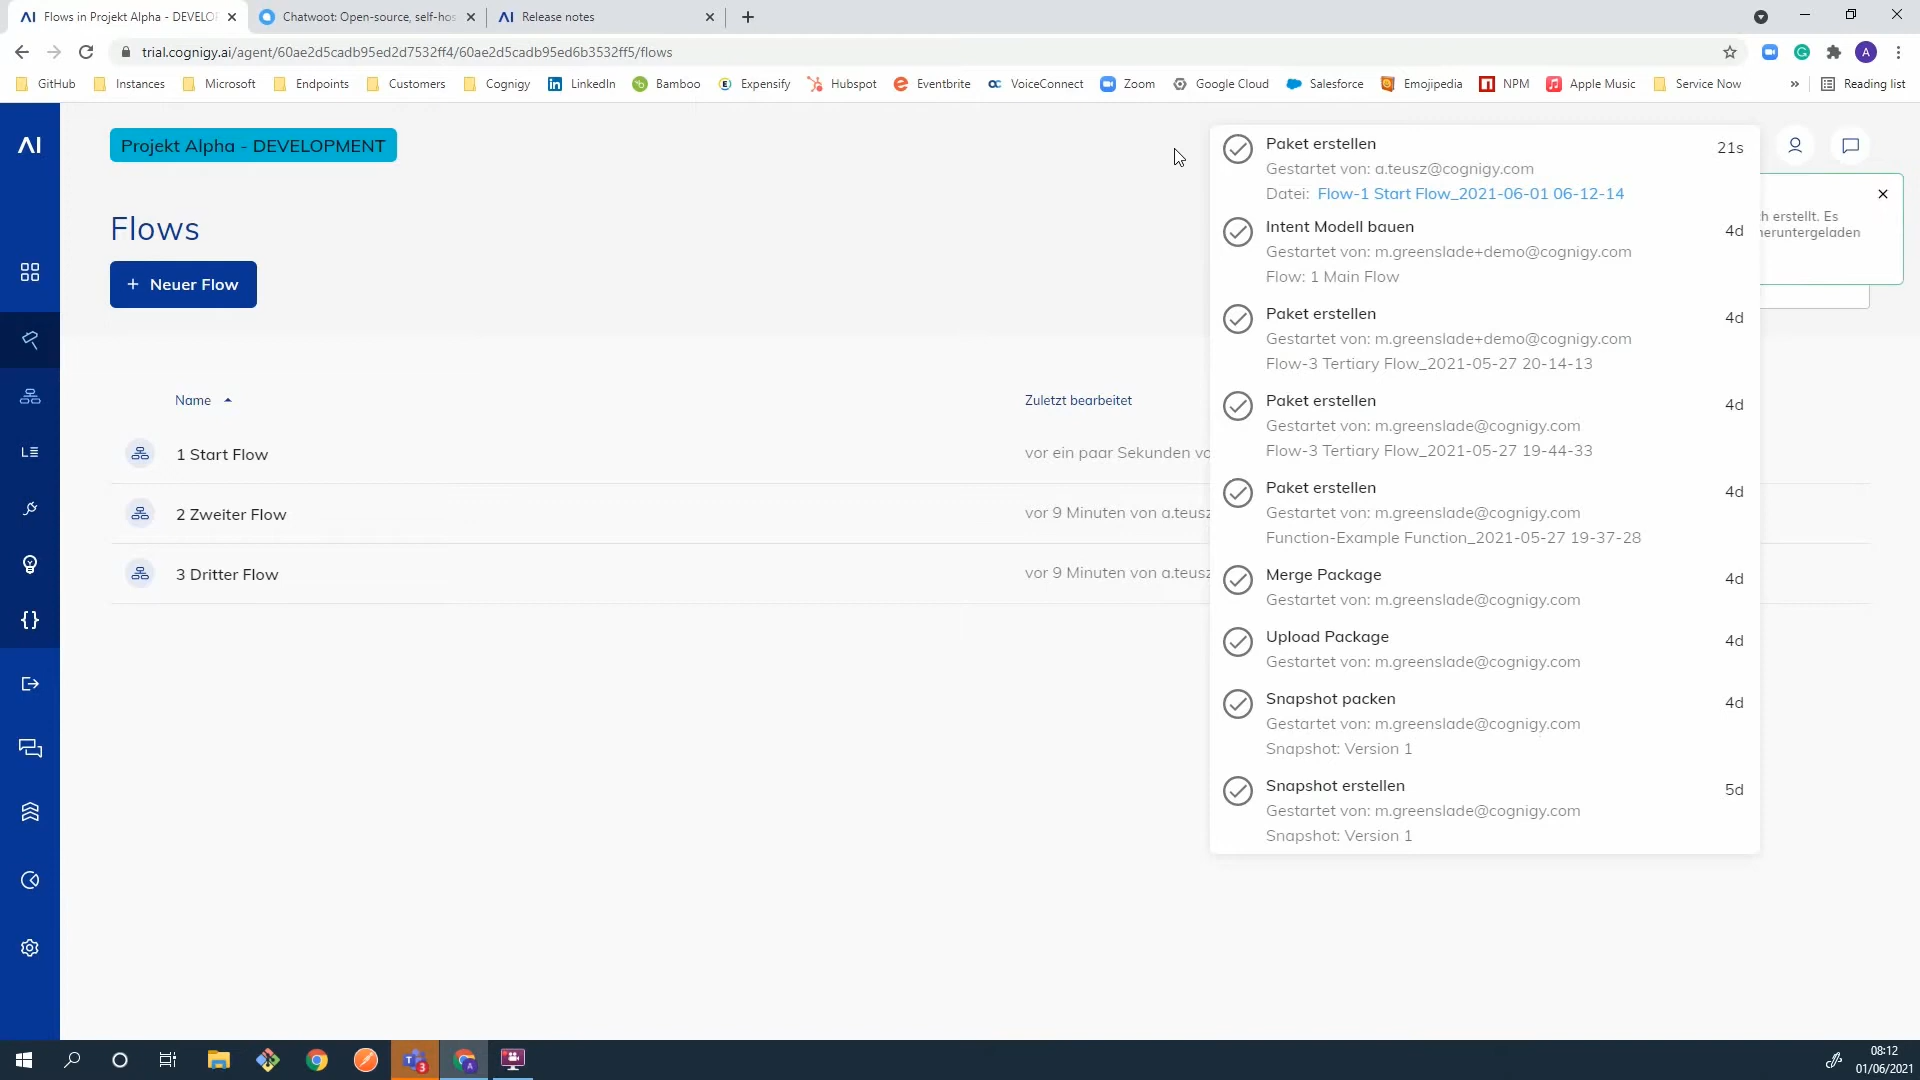 Flows in Projekt Alpha - DEVELO
Chatwoot: Open-source, self-hos
Release notes
trial.cognigy.ai/agent/60ae2d5cadb95ed2d7532ff4/60ae2d5cadb95ed6b3532ff5/flows
A
GitHub
Instances
Microsoft
Endpoints
Customers
Cognigy
LinkedIn
Bamboo
Expensify
Hubspot
Eventbrite
VoiceConnect
Zoom
Google Cloud
Salesforce
Emojipedia
NPM
Apple Music
Service Now
»
Reading list
AI
Projekt Alpha - DEVELOPMENT
Flows
+ Neuer Flow
Name
Zuletzt bearbeitet
1 Start Flow
vor ein paar Sekunden vo
2 Zweiter Flow
vor 9 Minuten von a.teusz
3 Dritter Flow
vor 9 Minuten von a.teusz
Paket erstellen
21s
Gestartet von: a.teusz@cognigy.com
Datei: Flow-1 Start Flow_2021-06-01 06-12-14
Intent Modell bauen
4d
Gestartet von: m.greenslade+demo@cognigy.com
Flow: 1 Main Flow
Paket erstellen
4d
Gestartet von: m.greenslade+demo@cognigy.com
Flow-3 Tertiary Flow_2021-05-27 20-14-13
Paket erstellen
4d
Gestartet von: m.greenslade@cognigy.com
Flow-3 Tertiary Flow_2021-05-27 19-44-33
Paket erstellen
4d
Gestartet von: m.greenslade@cognigy.com
Function-Example Function_2021-05-27 19-37-28
Merge Package
4d
Gestartet von: m.greenslade@cognigy.com
Upload Package
4d
Gestartet von: m.greenslade@cognigy.com
Snapshot packen
4d
Gestartet von: m.greenslade@cognigy.com
Snapshot: Version 1
Snapshot erstellen
5d
Gestartet von: m.greenslade@cognigy.com
Snapshot: Version 1
h erstellt. Es
heruntergeladen
08:12
01/06/2021